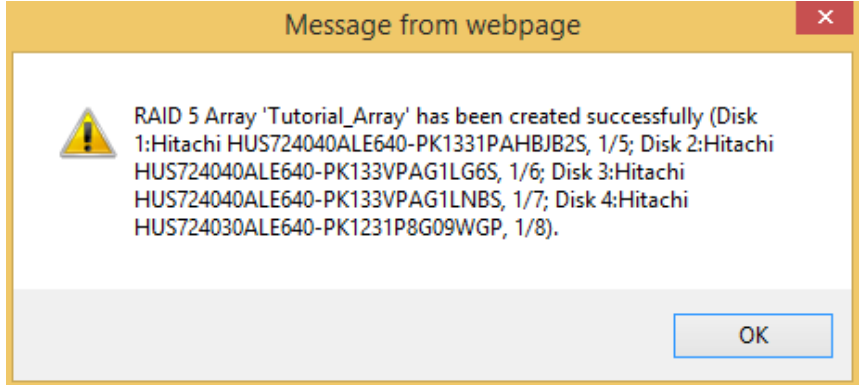 Message from webpage
RAID 5 Array 'Tutorial_Array' has been created successfully (Disk
1:Hitachi HUS724040ALE640-PK1331PAHBJB2S, 1/5; Disk 2:Hitachi
HUS724040ALE640-PK133VPAG1LG6S, 1/6; Disk 3:Hitachi
HUS724040ALE640-PK133VPAG1LNBS, 1/7; Disk 4:Hitachi
HUS724030ALE640-PK1231P8G09WGP, 1/8).
OK